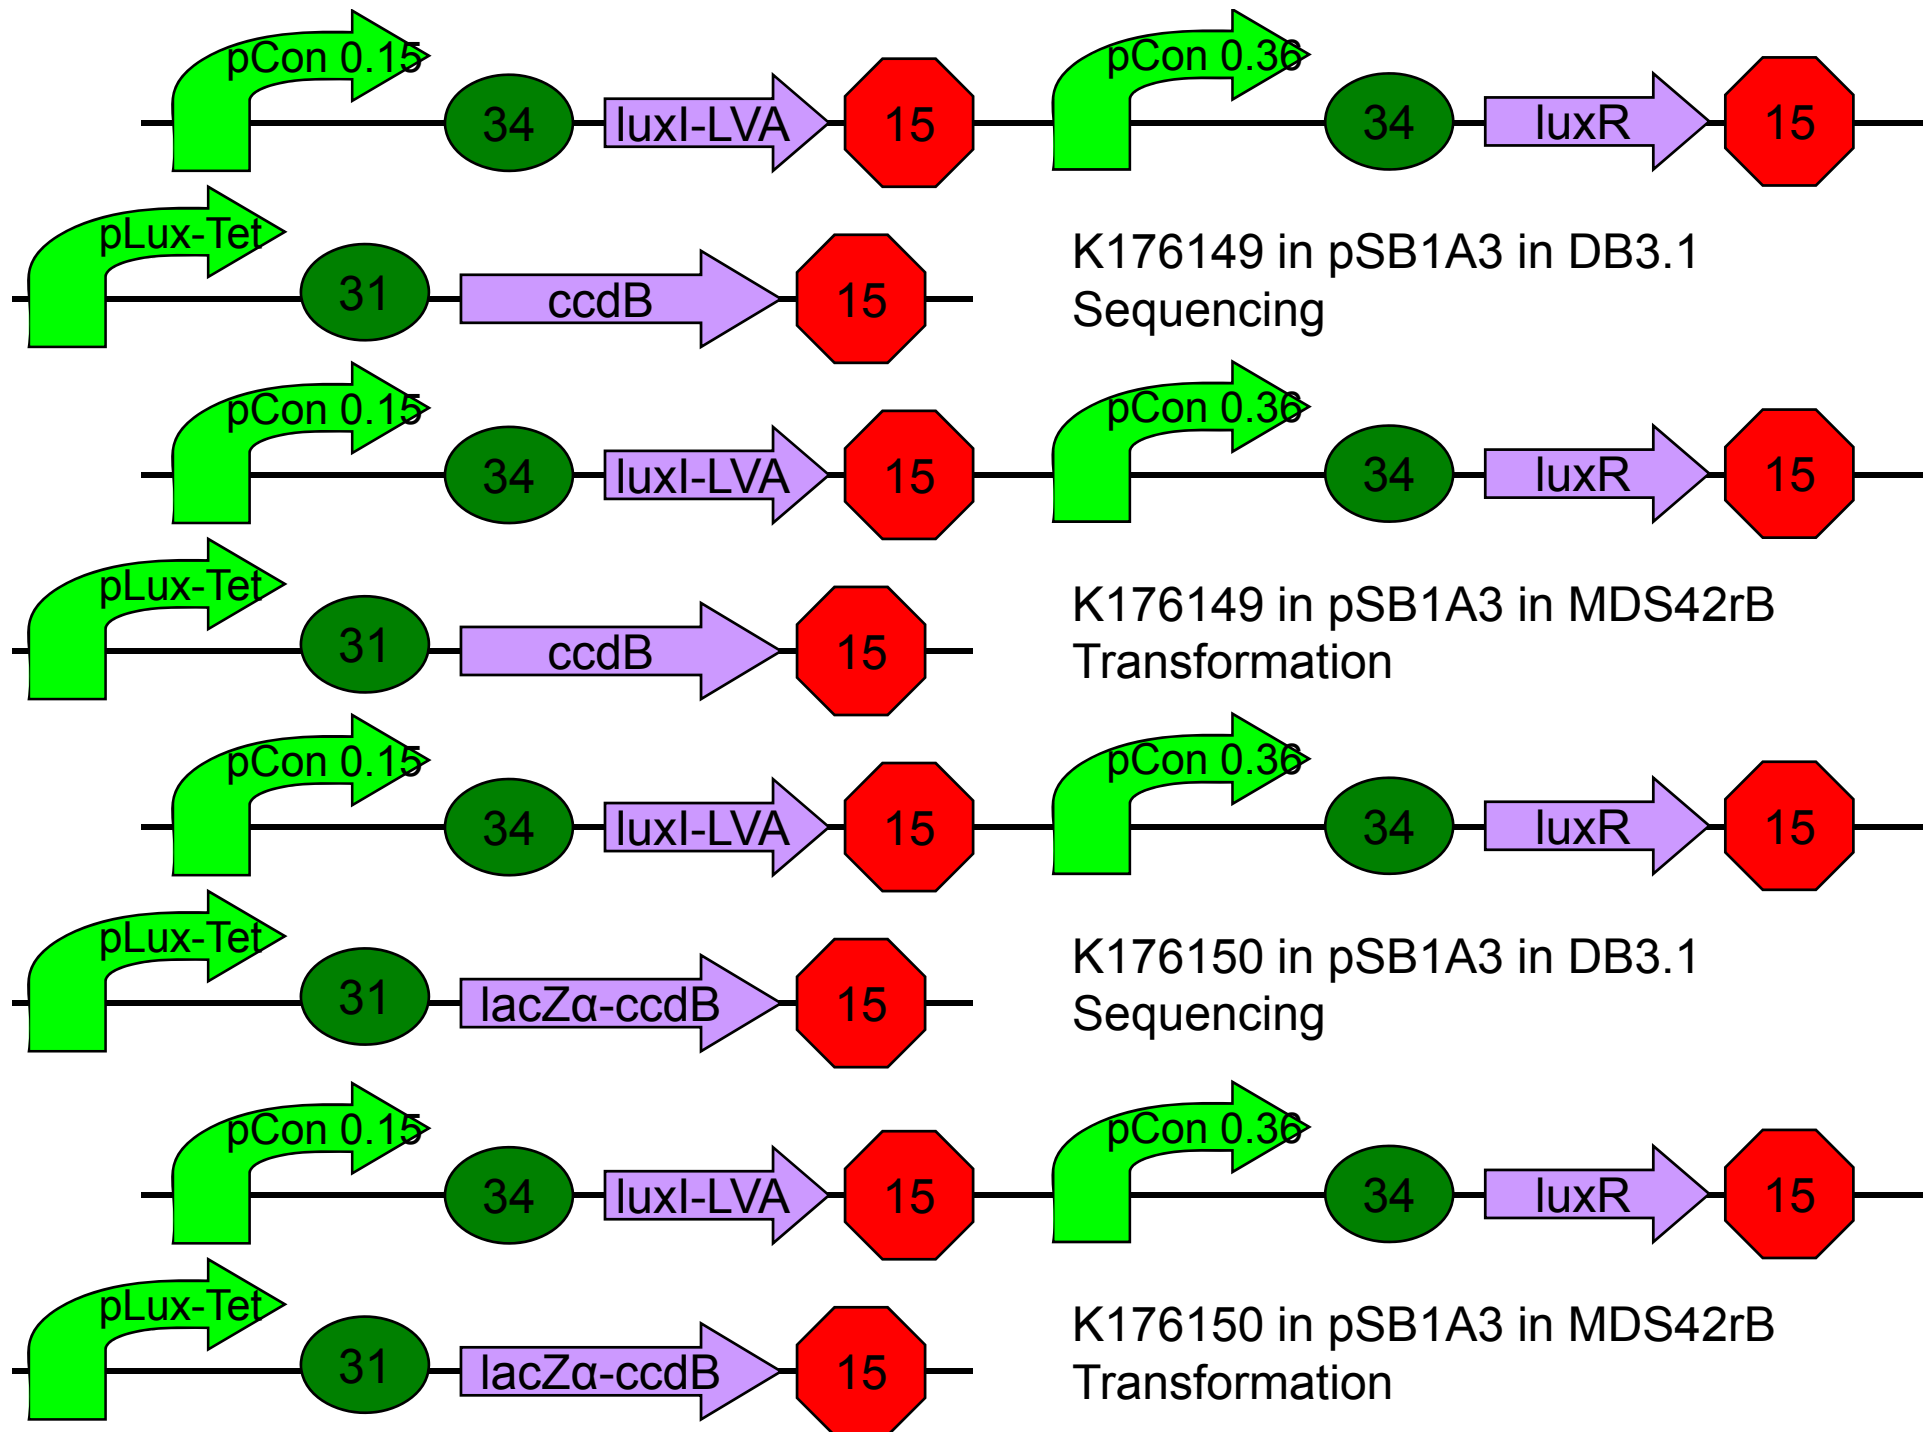 pCon 0.15 34 luxI-LVA 15 pCon 0.36 34 luxR 15
pLux-Tet 31 ccdB 15
K176149 in pSB1A3 in DB3.1
Sequencing
pCon 0.15 34 luxI-LVA 15 pCon 0.36 34 luxR 15
pLux-Tet 31 ccdB 15
K176149 in pSB1A3 in MDS42rB
Transformation
pCon 0.15 34 luxI-LVA 15 pCon 0.36 34 luxR 15
pLux-Tet 31 lacZα-ccdB 15
K176150 in pSB1A3 in DB3.1
Sequencing
pCon 0.15 34 luxI-LVA 15 pCon 0.36 34 luxR 15
pLux-Tet 31 lacZα-ccdB 15
K176150 in pSB1A3 in MDS42rB
Transformation